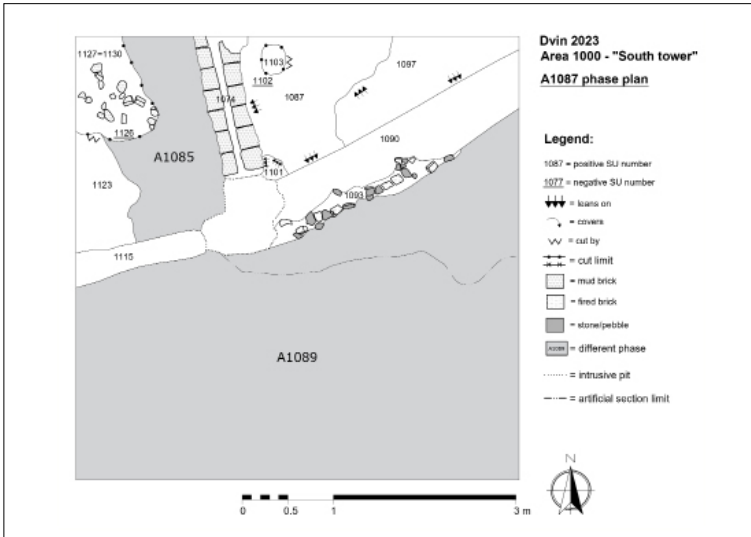 Dvin 2023
Area 1000 - "South tower"
A1087 phase plan
1127=1130
1103
1102
1097
1074
1087
1126
A1085
1090
1101
1123
1093
1115
A1089
Legend:
1087 = positive SU number
1077 = negative SU number
= leans on
= covers
= cut by
= cut limit
= mud brick
= fired brick
= stone/pebble
A1089 = different phase
= intrusive pit
= artificial section limit
N
0 0.5 1 3 m